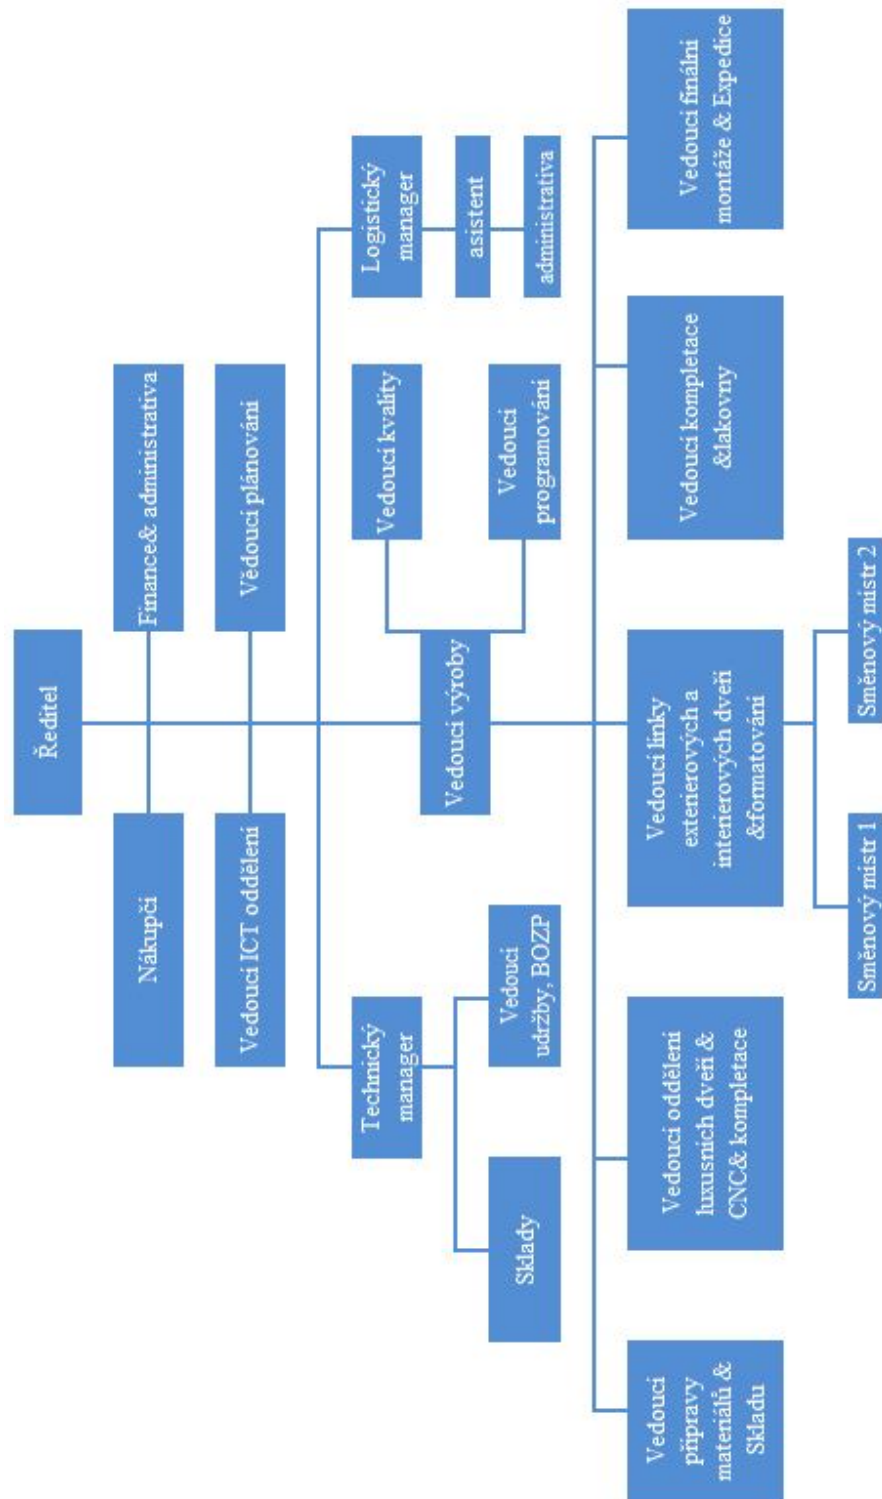 Ředitel
Nákupčí
Finance& administrativa
Vedoucí ICT oddělení
Vědoucí plánování
Technický
manager
Logistický
manager
Vedoucí kvality
Vedoucí výroby
asistent
Sklady
Vedoucí
udržby, BOZP
Vedoucí
programování
administrativa
Vedoucí
přípravy
materiálů &
Skladu
Vedoucí oddělení
luxusních dveří &
CNC& kompletace
Vedoucí linky
exterierových a
interierových dveří
&formatování
Vedoucí kompletace
&lakovny
Vedoucí finální
montáže & Expedice
Směnový mistr 1
Směnový mistr 2